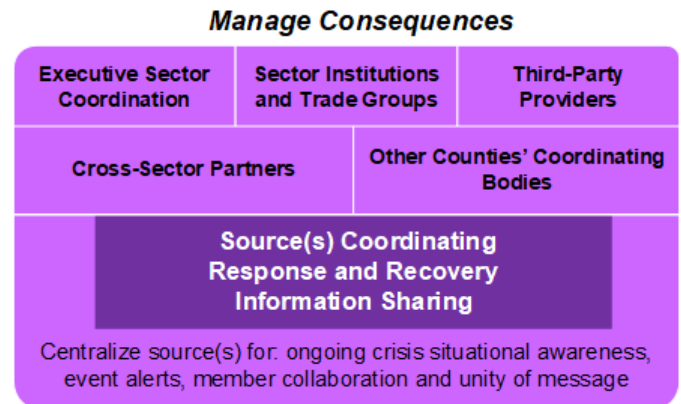 Manage Consequences
Executive Sector
Coordination
Sector Institutions
and Trade Groups
Third-Party
Providers
Cross-Sector Partners
Other Counties' Coordinating
Bodies
Source(s) Coordinating
Response and Recovery
Information Sharing
Centralize source(s) for: ongoing crisis situational awareness,
event alerts, member collaboration and unity of message